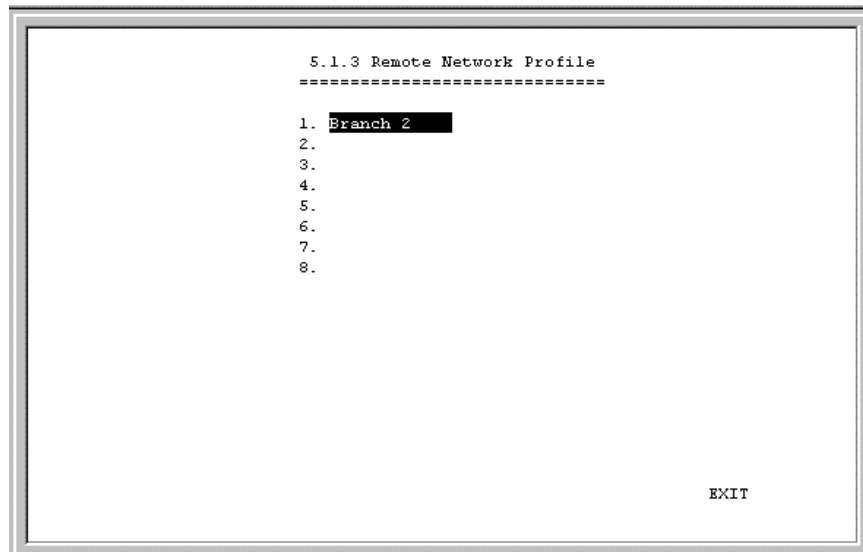 5.1.3 Remote Network Profile
==============================
1. Branch 2
2.
3.
4.
5.
6.
7.
8.
EXIT